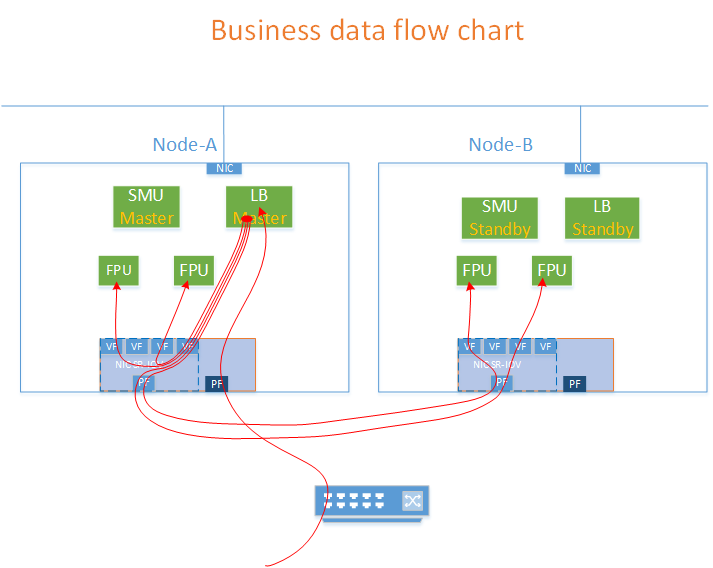 Business data flow chart
Node-A
Node-B
NIC
NIC
SMU
Master
LB
Master
SMU
Standby
LB
Standby
FPU
FPU
FPU
FPU
VF VF VF VF
NIC SR-IOV
PF
PF
VF VF VF VF
NIC SR-IOV
PF
PF